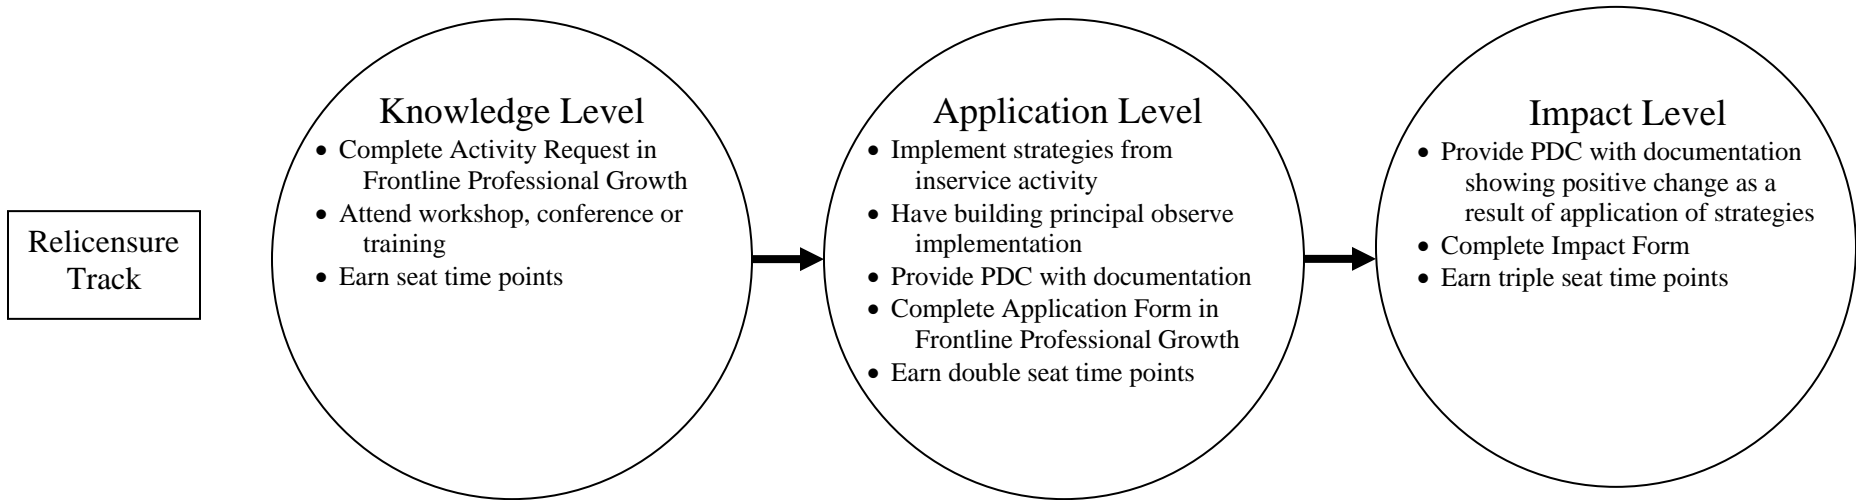 Relicensure
Track
Knowledge Level
• Complete Activity Request in
Frontline Professional Growth
• Attend workshop, conference or
training
• Earn seat time points
Application Level
• Implement strategies from
inservice activity
• Have building principal observe
implementation
• Provide PDC with documentation
• Complete Application Form in
Frontline Professional Growth
• Earn double seat time points
Impact Level
• Provide PDC with documentation
showing positive change as a
result of application of strategies
• Complete Impact Form
• Earn triple seat time points